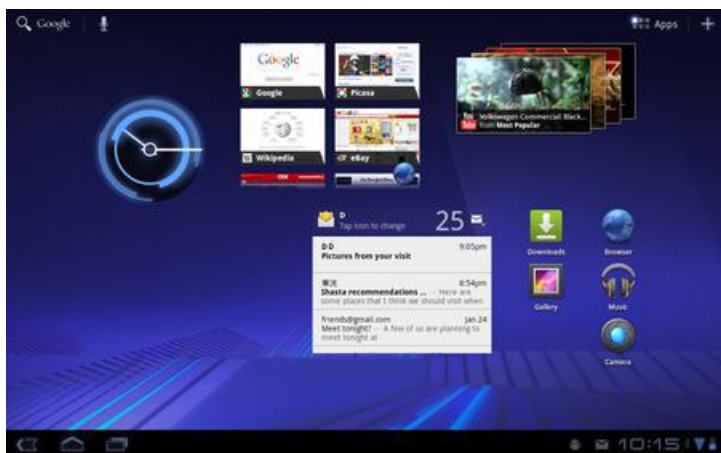 Google
Apps
Google
Google
Picasa
Wikipedia
eBay
You
Tube
Volkswagen Commercial: Black...
from Most Popular
D
Tap icon to change
25
D D
9:05pm
Pictures from your visit
8:54pm
Shasta recommendations ... — Here are
some places that I think we should visit when
friends@gmail.com
Jan 24
Meet tonight? — A few of us are planning to
meet tonight at
Downloads
Browser
Gallery
Music
Camera
10:15